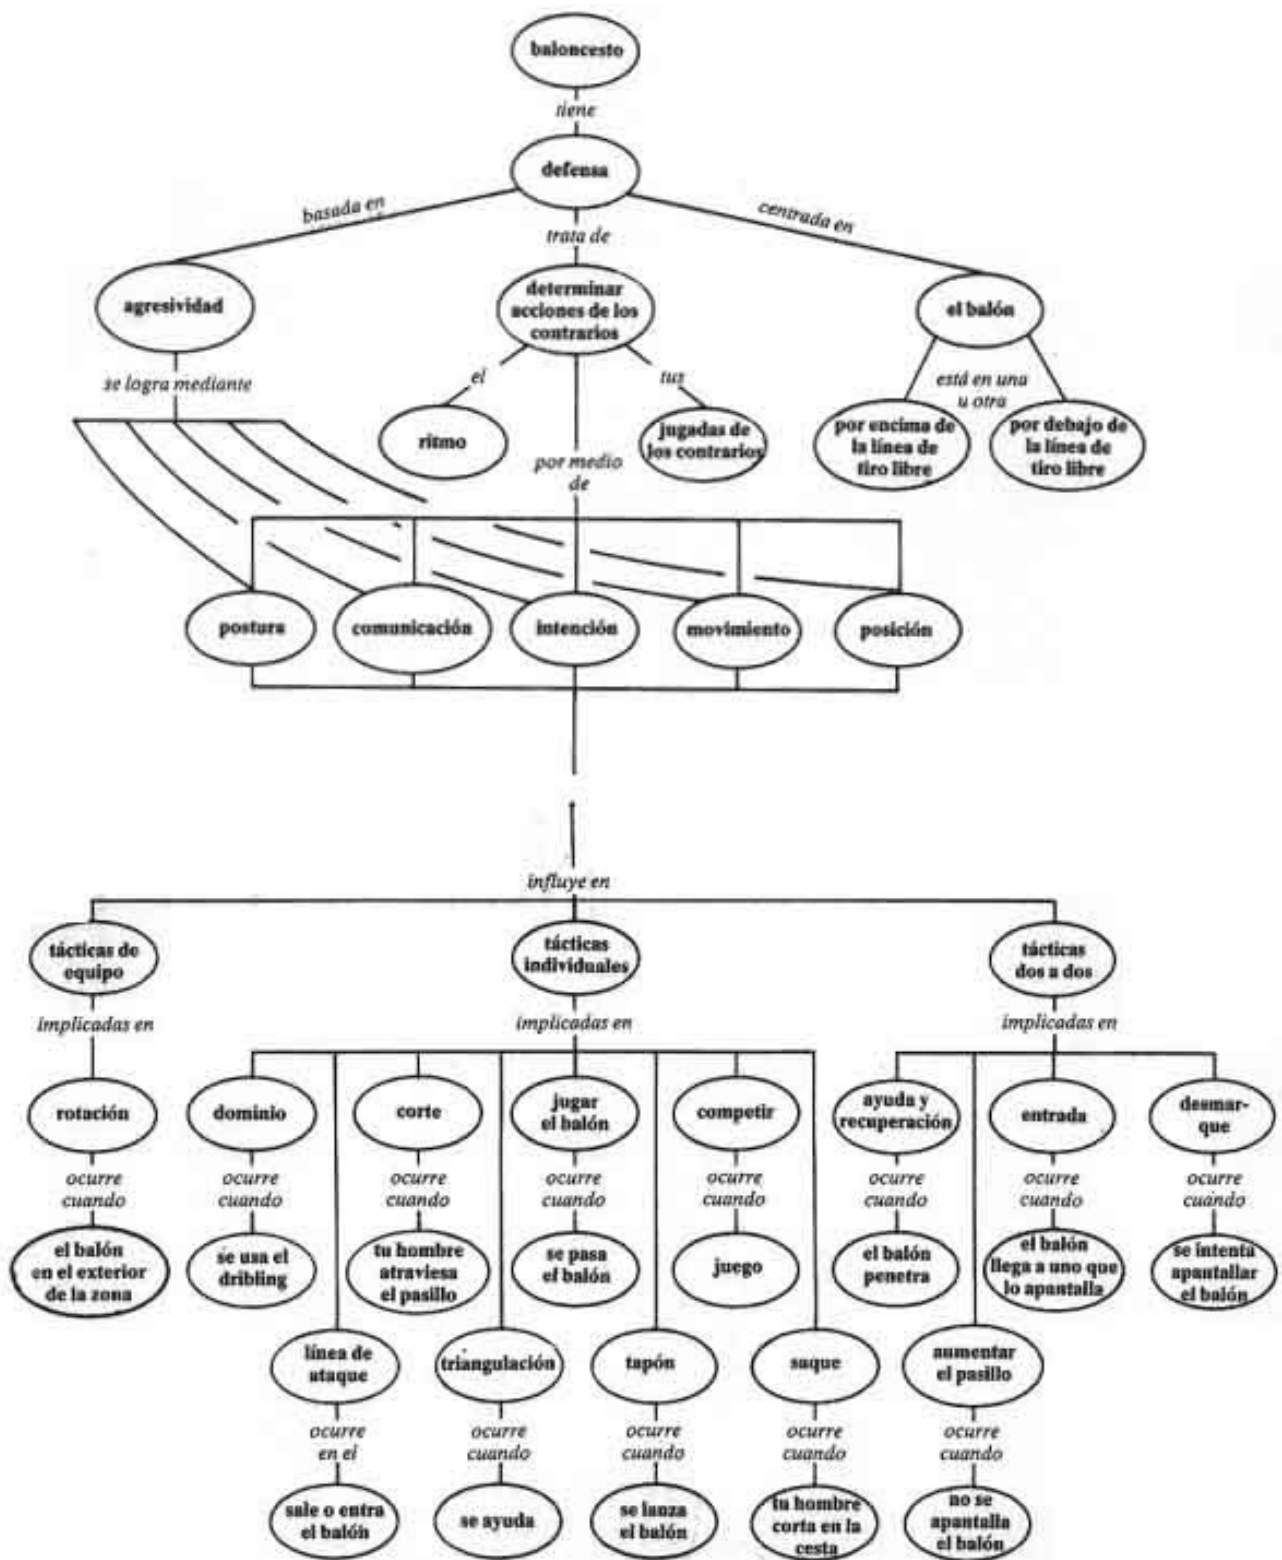 baloncesto
tiene
defensa
basada en
trata de
centrada en
agresividad
determinar
acciones de los
contrarios
el balón
se logra mediante
el
tus
está en una
u otra
ritmo
jugadas de
los contrarios
por encima de
la línea de
tiro libre
por debajo de
la línea de
tiro libre
por medio
de
postura
comunicación
intención
movimiento
posición
influye en
tácticas de
equipo
tácticas
individuales
tácticas
dos a dos
implicadas en
implicadas en
implicadas en
rotación
dominio
corte
jugar
el balón
competir
ayuda y
recuperación
entrada
desmar-
que
ocurre
cuando
ocurre
cuando
ocurre
cuando
ocurre
cuando
ocurre
cuando
ocurre
cuando
ocurre
cuando
ocurre
cuando
el balón
en el exterior
de la zona
se usa el
dribling
tu hombre
atraviesa
el pasillo
se pasa
el balón
juego
el balón
penetra
el balón
llega a uno que
lo apantalla
se intenta
apantallar
el balón
línea de
ataque
triangulación
tapón
saque
aumentar
el pasillo
ocurre
en el
ocurre
cuando
ocurre
cuando
ocurre
cuando
ocurre
cuando
sale o entra
el balón
se ayuda
se lanza
el balón
tu hombre
corta en la
cesta
no se
apantalla
el balón